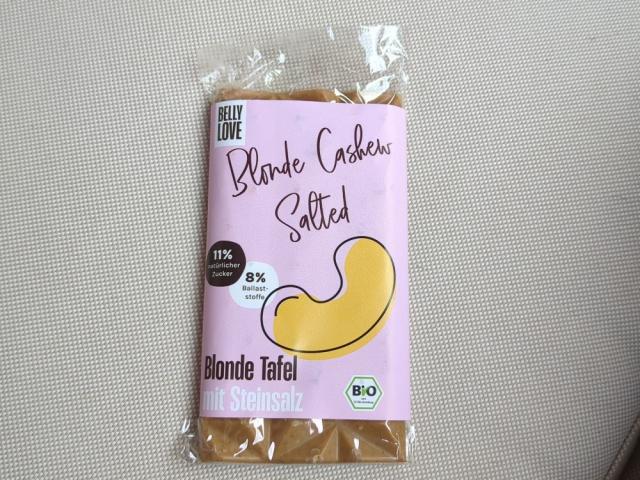 BELLY
LOVE
Blonde Cashew
Salted
11%
natürlicher
Zucker
8%
Ballast-
stoffe
Blonde Tafel
mit Steinsalz
BIO